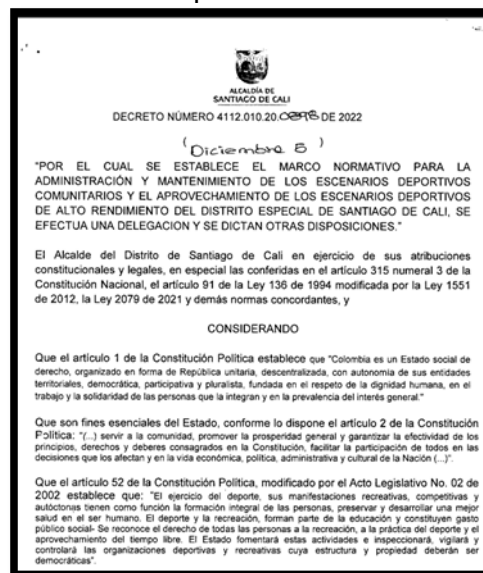 ALCALDÍA DE
SANTIAGO DE CALI
DECRETO NÚMERO 4112.010.20.0898 DE 2022
(Diciembre 5)
"POR EL CUAL SE ESTABLECE EL MARCO NORMATIVO PARA LA
ADMINISTRACIÓN Y MANTENIMIENTO DE LOS ESCENARIOS DEPORTIVOS
COMUNITARIOS Y EL APROVECHAMIENTO DE LOS ESCENARIOS DEPORTIVOS
DE ALTO RENDIMIENTO DEL DISTRITO ESPECIAL DE SANTIAGO DE CALI, SE
EFECTUA UNA DELEGACION Y SE DICTAN OTRAS DISPOSICIONES."
El Alcalde del Distrito de Santiago de Cali en ejercicio de sus atribuciones
constitucionales y legales, en especial las conferidas en el artículo 315 numeral 3 de la
Constitución Nacional, el artículo 91 de la Ley 136 de 1994 modificada por la Ley 1551
de 2012, la Ley 2079 de 2021 y demás normas concordantes, y
CONSIDERANDO
Que el artículo 1 de la Constitución Política establece que "Colombia es un Estado social de
derecho, organizado en forma de República unitaria, descentralizada, con autonomía de sus entidades
territoriales, democrática, participativa y pluralista, fundada en el respeto de la dignidad humana, en el
trabajo y la solidaridad de las personas que la integran y en la prevalencia del interés general."
Que son fines esenciales del Estado, conforme lo dispone el artículo 2 de la Constitución
Política: "(...) servir a la comunidad, promover la prosperidad general y garantizar la efectividad de los
principios, derechos y deberes consagrados en la Constitución, facilitar la participación de todos en las
decisiones que los afectan y en la vida económica, política, administrativa y cultural de la Nación (...)".
Que el artículo 52 de la Constitución Política, modificado por el Acto Legislativo No. 02 de
2002 establece que: "El ejercicio del deporte, sus manifestaciones recreativas, competitivas y
autóctonas tienen como función la formación integral de las personas, preservar y desarrollar una mejor
salud en el ser humano. El deporte y la recreación, forman parte de la educación y constituyen gasto
público social- Se reconoce el derecho de todas las personas a la recreación, a la práctica del deporte y al
aprovechamiento del tiempo libre. El Estado fomentará estas actividades e inspeccionará, vigilará y
controlará las organizaciones deportivas y recreativas cuya estructura y propiedad deberán ser
democráticas".